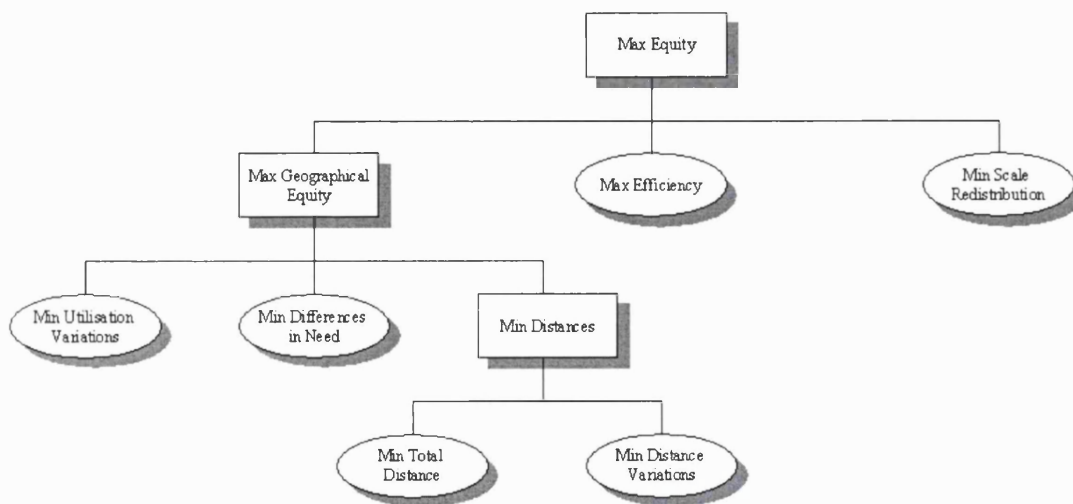 Max Equity
Max Geographical
Equity
Max Efficiency
Min Scale
Redistribution
Min Utilisation
Variations
Min Differences
in Need
Min Distances
Min Total
Distance
Min Distance
Variations